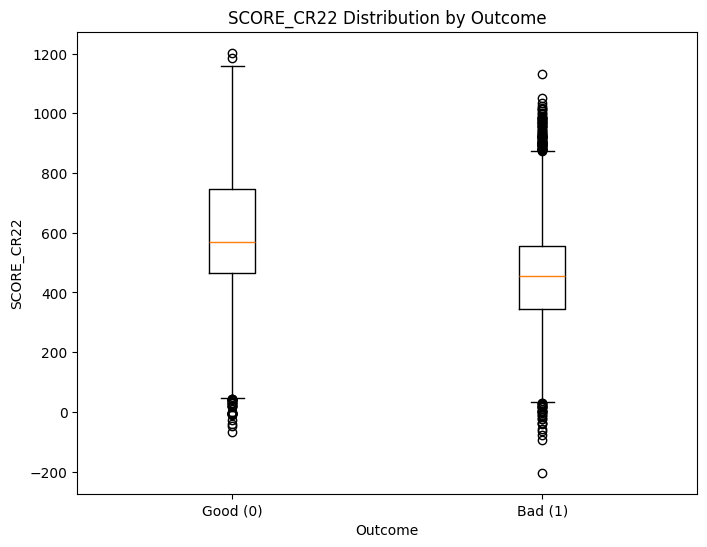 SCORE_CR22 Distribution by Outcome
1200
1000
800
600
400
200
0
−200
SCORE_CR22
Good (0)
Bad (1)
Outcome